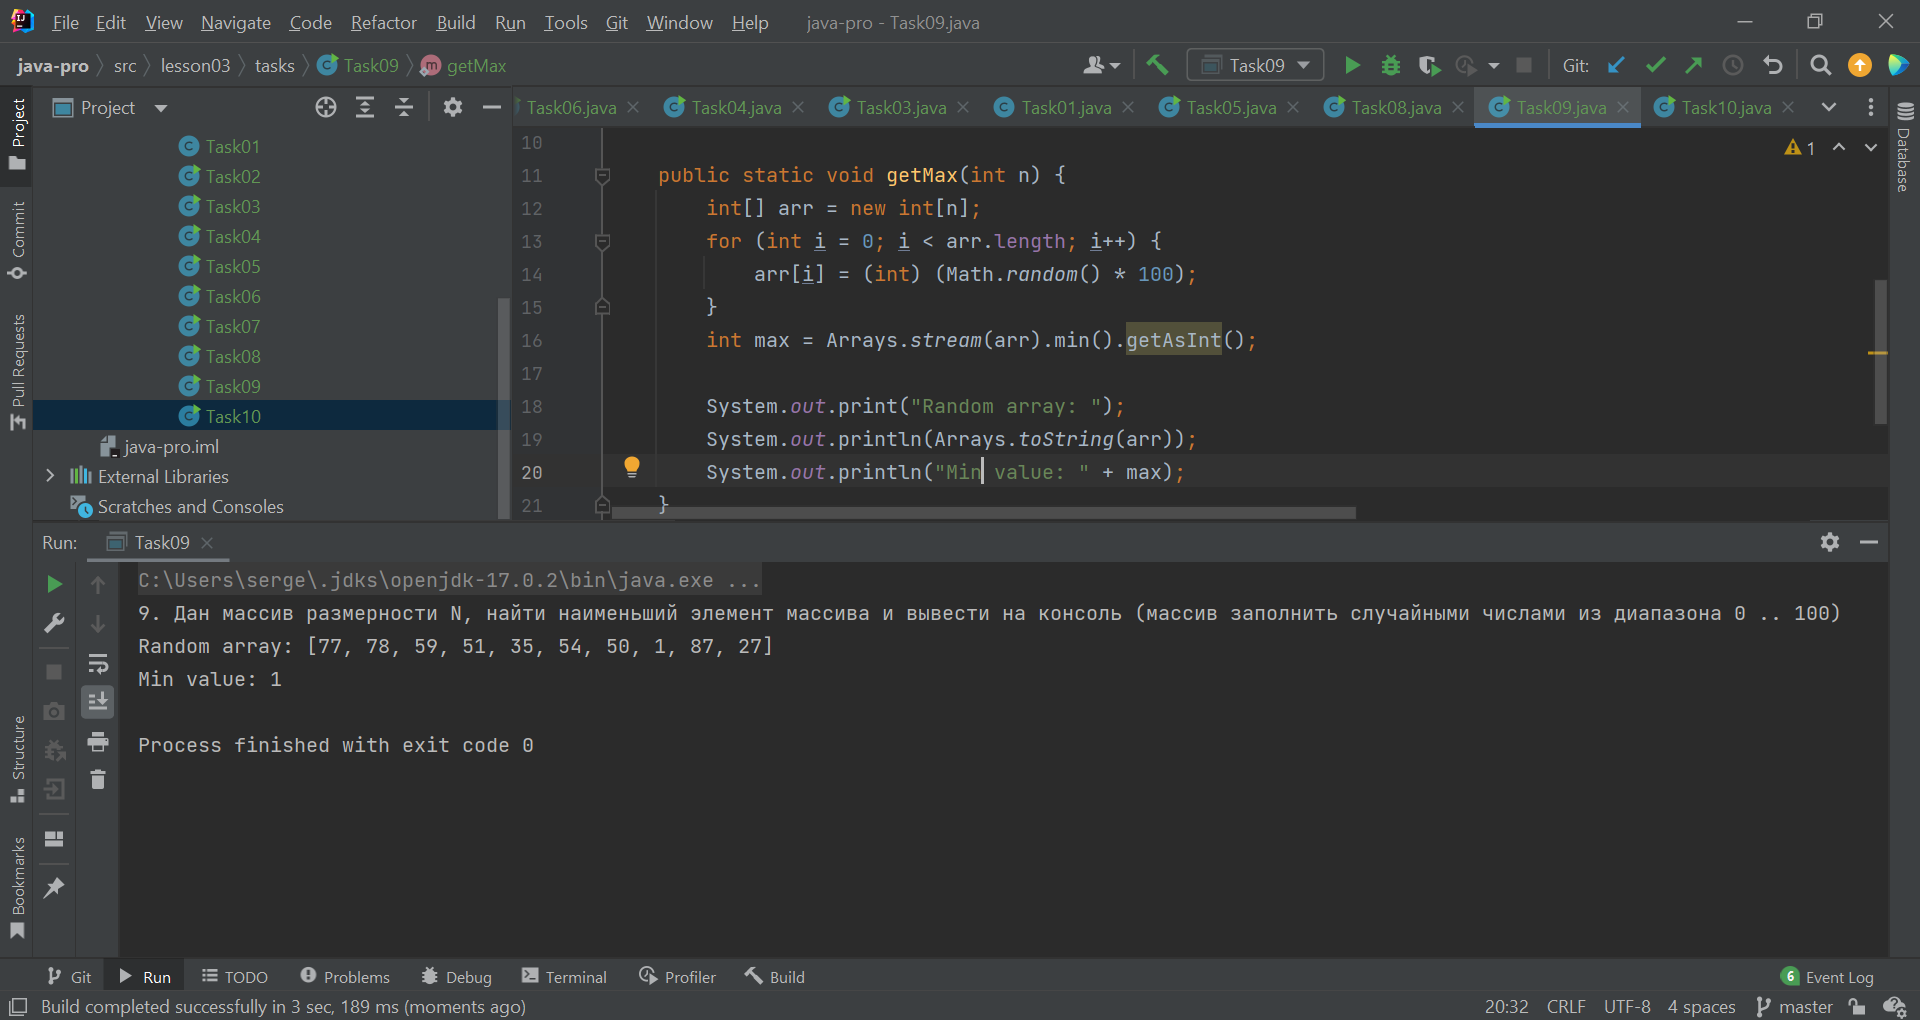 File Edit View Navigate Code Refactor Build Run Tools Git Window Help java-pro - Task09.java
java-pro src lesson03 tasks Task09 getMax Task09 Git:
Project
Task06.java Task04.java Task03.java Task01.java Task05.java Task08.java Task09.java Task10.java
Project
Commit
Pull Requests
Structure
Bookmarks
Database
Task01
Task02
Task03
Task04
Task05
Task06
Task07
Task08
Task09
Task10
java-pro.iml
External Libraries
Scratches and Consoles
1
10
11 public static void getMax(int n) {
12 int[] arr = new int[n];
13 for (int i = 0; i < arr.length; i++) {
14 arr[i] = (int) (Math.random() * 100);
15 }
16 int max = Arrays.stream(arr).min().getAsInt();
17
18 System.out.print("Random array: ");
19 System.out.println(Arrays.toString(arr));
20 System.out.println("Min value: " + max);
21 }
Run: Task09
C:\Users\serge\.jdks\openjdk-17.0.2\bin\java.exe ...
9. Дан массив размерности N, найти наименьший элемент массива и вывести на консоль (массив заполнить случайными числами из диапазона 0 .. 100)
Random array: [77, 78, 59, 51, 35, 54, 50, 1, 87, 27]
Min value: 1
Process finished with exit code 0
Git Run TODO Problems Debug Terminal Profiler Build 6 Event Log
Build completed successfully in 3 sec, 189 ms (moments ago) 20:32 CRLF UTF-8 4 spaces master